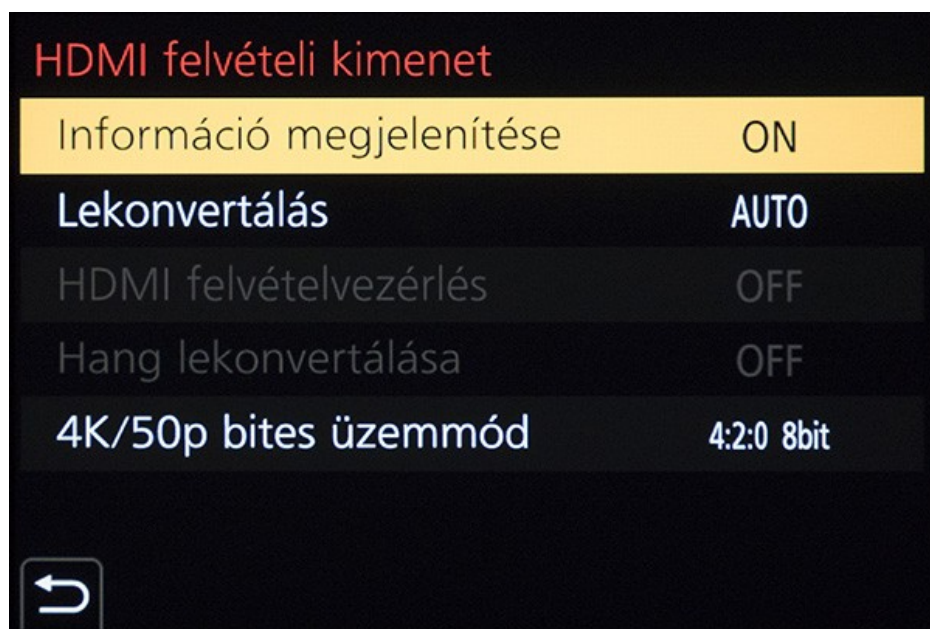 HDMI felvételi kimenet
Információ megjelenítése ON
Lekonvertálás AUTO
HDMI felvételvezérlés OFF
Hang lekonvertálása OFF
4K/50p bites üzemmód 4:2:0 8bit